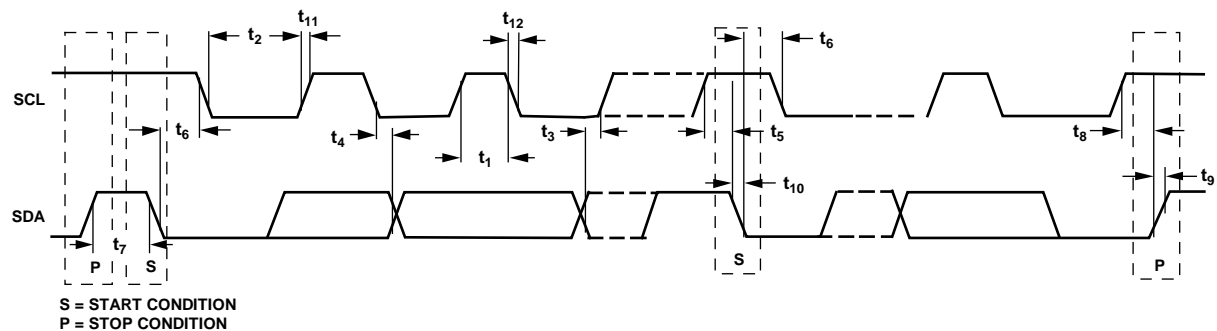 t11
t12
t2
t6
SCL
t6
t4
t3
t5
t8
t1
t10
t9
SDA
t7
P
S
S
P
S = START CONDITION
P = STOP CONDITION